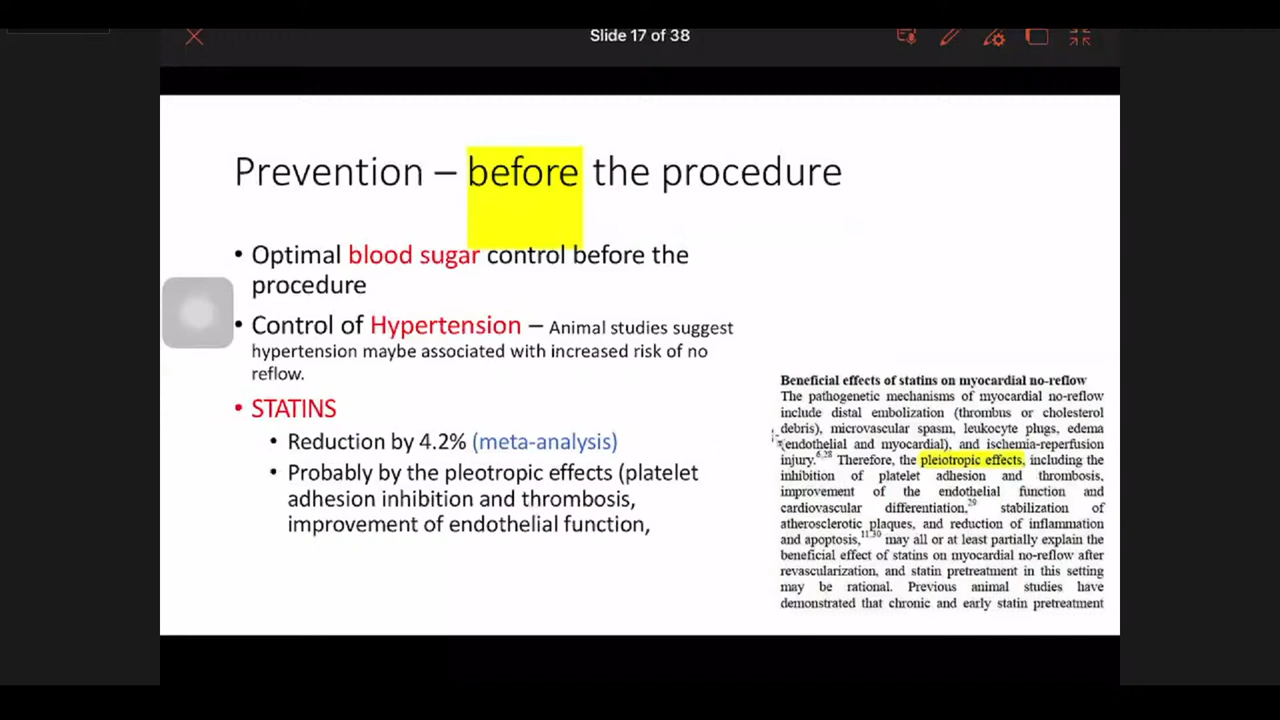 Slide 17 of 38
Prevention – before the procedure
• Optimal blood sugar control before the
procedure
• Control of Hypertension – Animal studies suggest
hypertension maybe associated with increased risk of no
reflow.
• STATINS
• Reduction by 4.2% (meta-analysis)
• Probably by the pleotropic effects (platelet
adhesion inhibition and thrombosis,
improvement of endothelial function,
Beneficial effects of statins on myocardial no-reflow
The pathogenetic mechanisms of myocardial no-reflow
include distal embolization (thrombus or cholesterol
debris), microvascular spasm, leukocyte plugs, edema
(endothelial and myocardial), and ischemia-reperfusion
injury.6,28 Therefore, the pleiotropic effects, including the
inhibition of platelet adhesion and thrombosis,
improvement of the endothelial function and
cardiovascular differentiation,29 stabilization of
atherosclerotic plaques, and reduction of inflammation
and apoptosis,11,30 may all or at least partially explain the
beneficial effect of statins on myocardial no-reflow after
revascularization, and statin pretreatment in this setting
may be rational. Previous animal studies have
demonstrated that chronic and early statin pretreatment